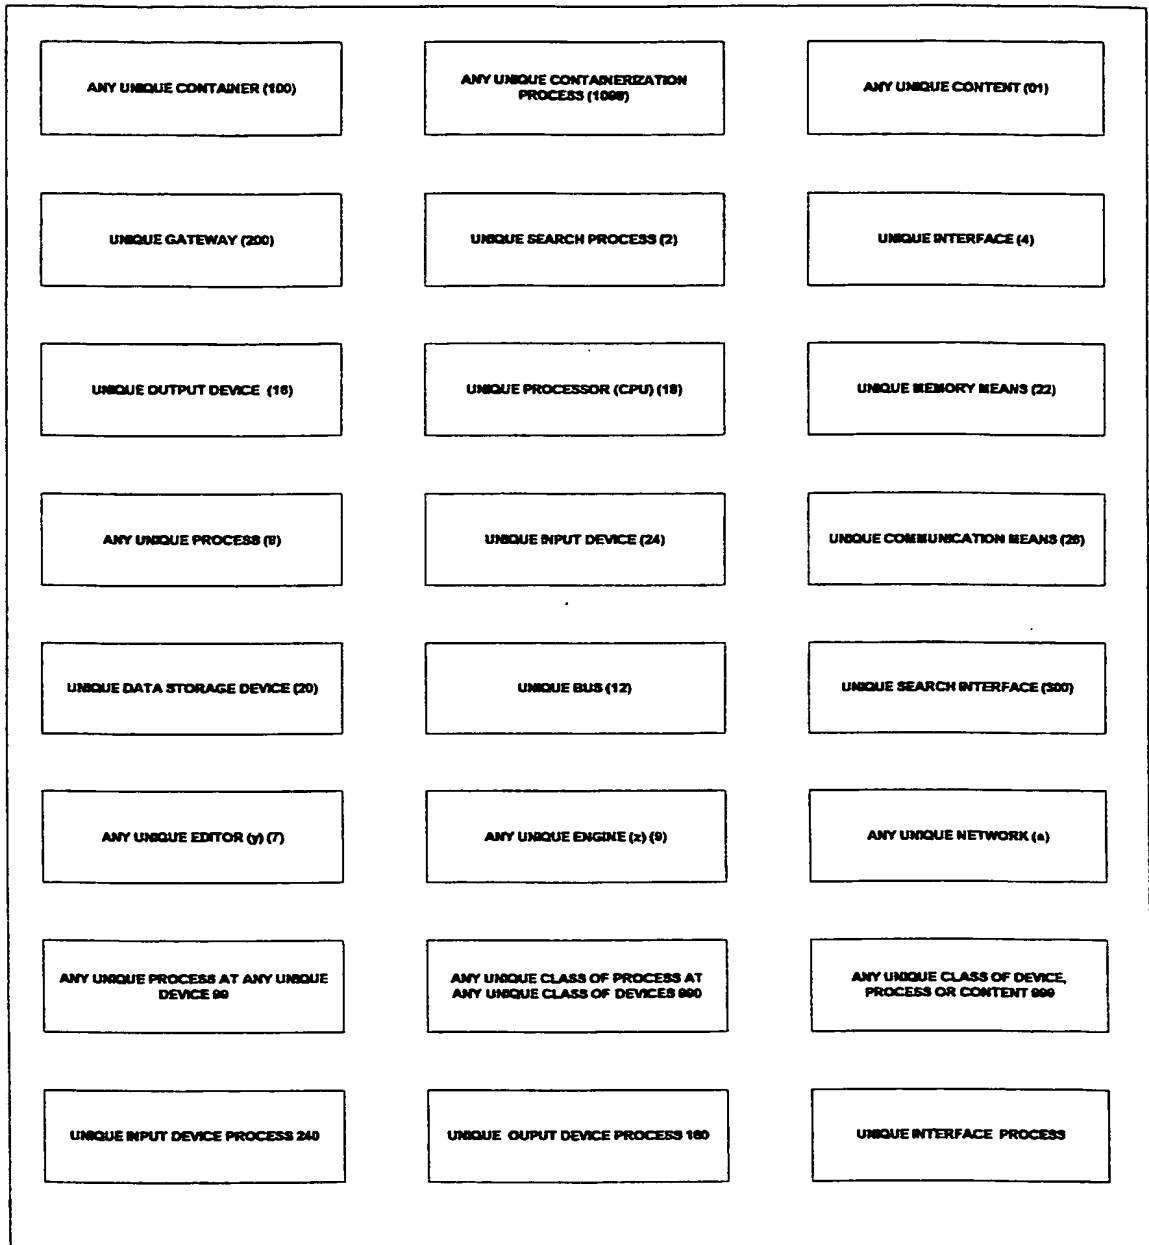 ANY UNIQUE CONTAINER (100)
ANY UNIQUE CONTAINERIZATION
PROCESS (1098)
ANY UNIQUE CONTENT (01)
UNIQUE GATEWAY (200)
UNIQUE SEARCH PROCESS (2)
UNIQUE INTERFACE (4)
UNIQUE OUTPUT DEVICE (16)
UNIQUE PROCESSOR (CPU) (18)
UNIQUE MEMORY MEANS (22)
ANY UNIQUE PROCESS (8)
UNIQUE INPUT DEVICE (24)
UNIQUE COMMUNICATION MEANS (26)
UNIQUE DATA STORAGE DEVICE (20)
UNIQUE BUS (12)
UNIQUE SEARCH INTERFACE (300)
ANY UNIQUE EDITOR (y) (7)
ANY UNIQUE ENGINE (z) (9)
ANY UNIQUE NETWORK (a)
ANY UNIQUE PROCESS AT ANY UNIQUE
DEVICE 99
ANY UNIQUE CLASS OF PROCESS AT
ANY UNIQUE CLASS OF DEVICES 990
ANY UNIQUE CLASS OF DEVICE,
PROCESS OR CONTENT 999
UNIQUE INPUT DEVICE PROCESS 240
UNIQUE OUPUT DEVICE PROCESS 160
UNIQUE INTERFACE PROCESS